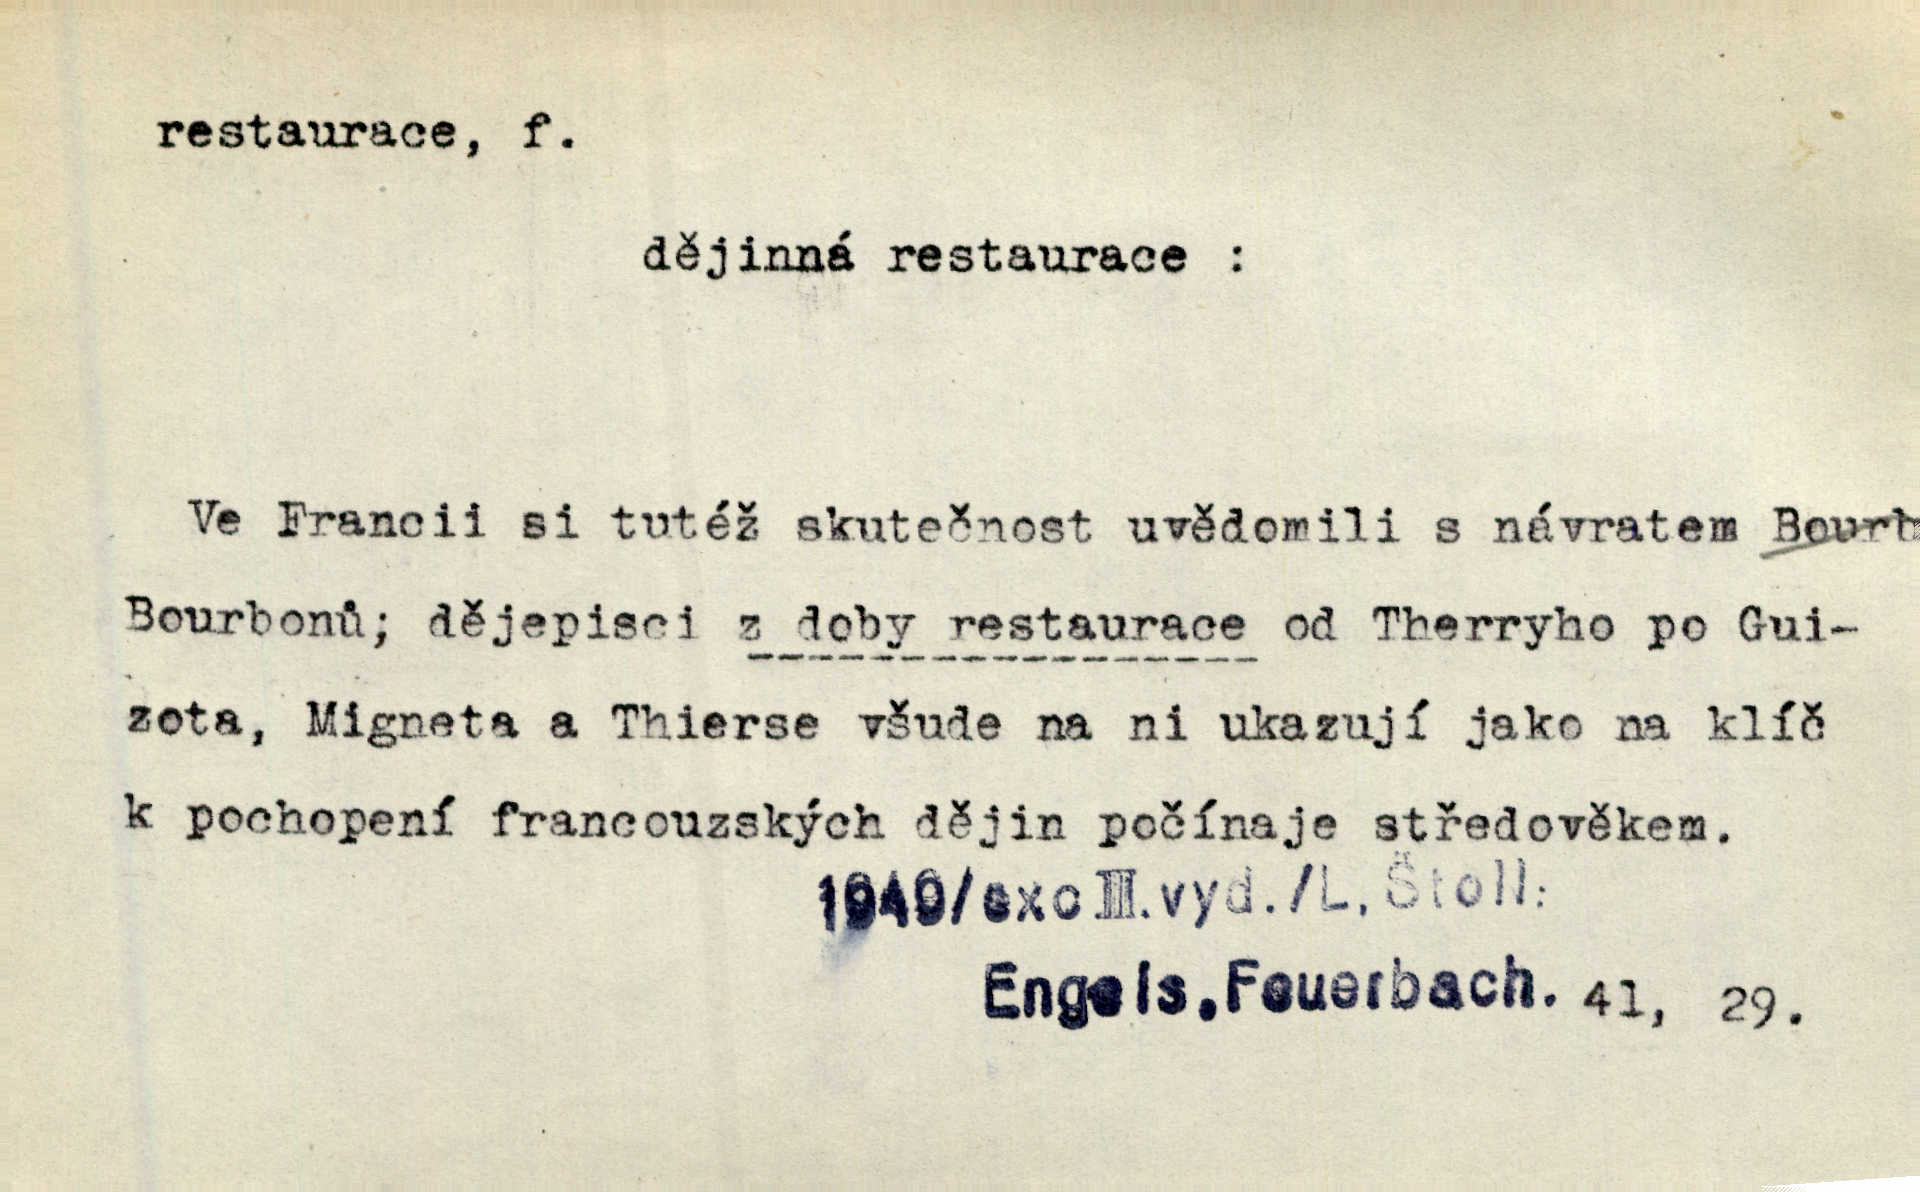 restaurace, f.
dějinná restaurace :
Ve Francii si tutéž skutečnost uvědomili s návratem Bourb
Bourbonů; dějepisci z doby restaurace od Therryho po Gui-
zota, Migneta a Thierse všude na ni ukazují jako na klíč
k pochopení francouzských dějin počínaje středověkem.
1949/exc III.vyd./L. Štoll:
Engels, Feuerbach. 41, 29.